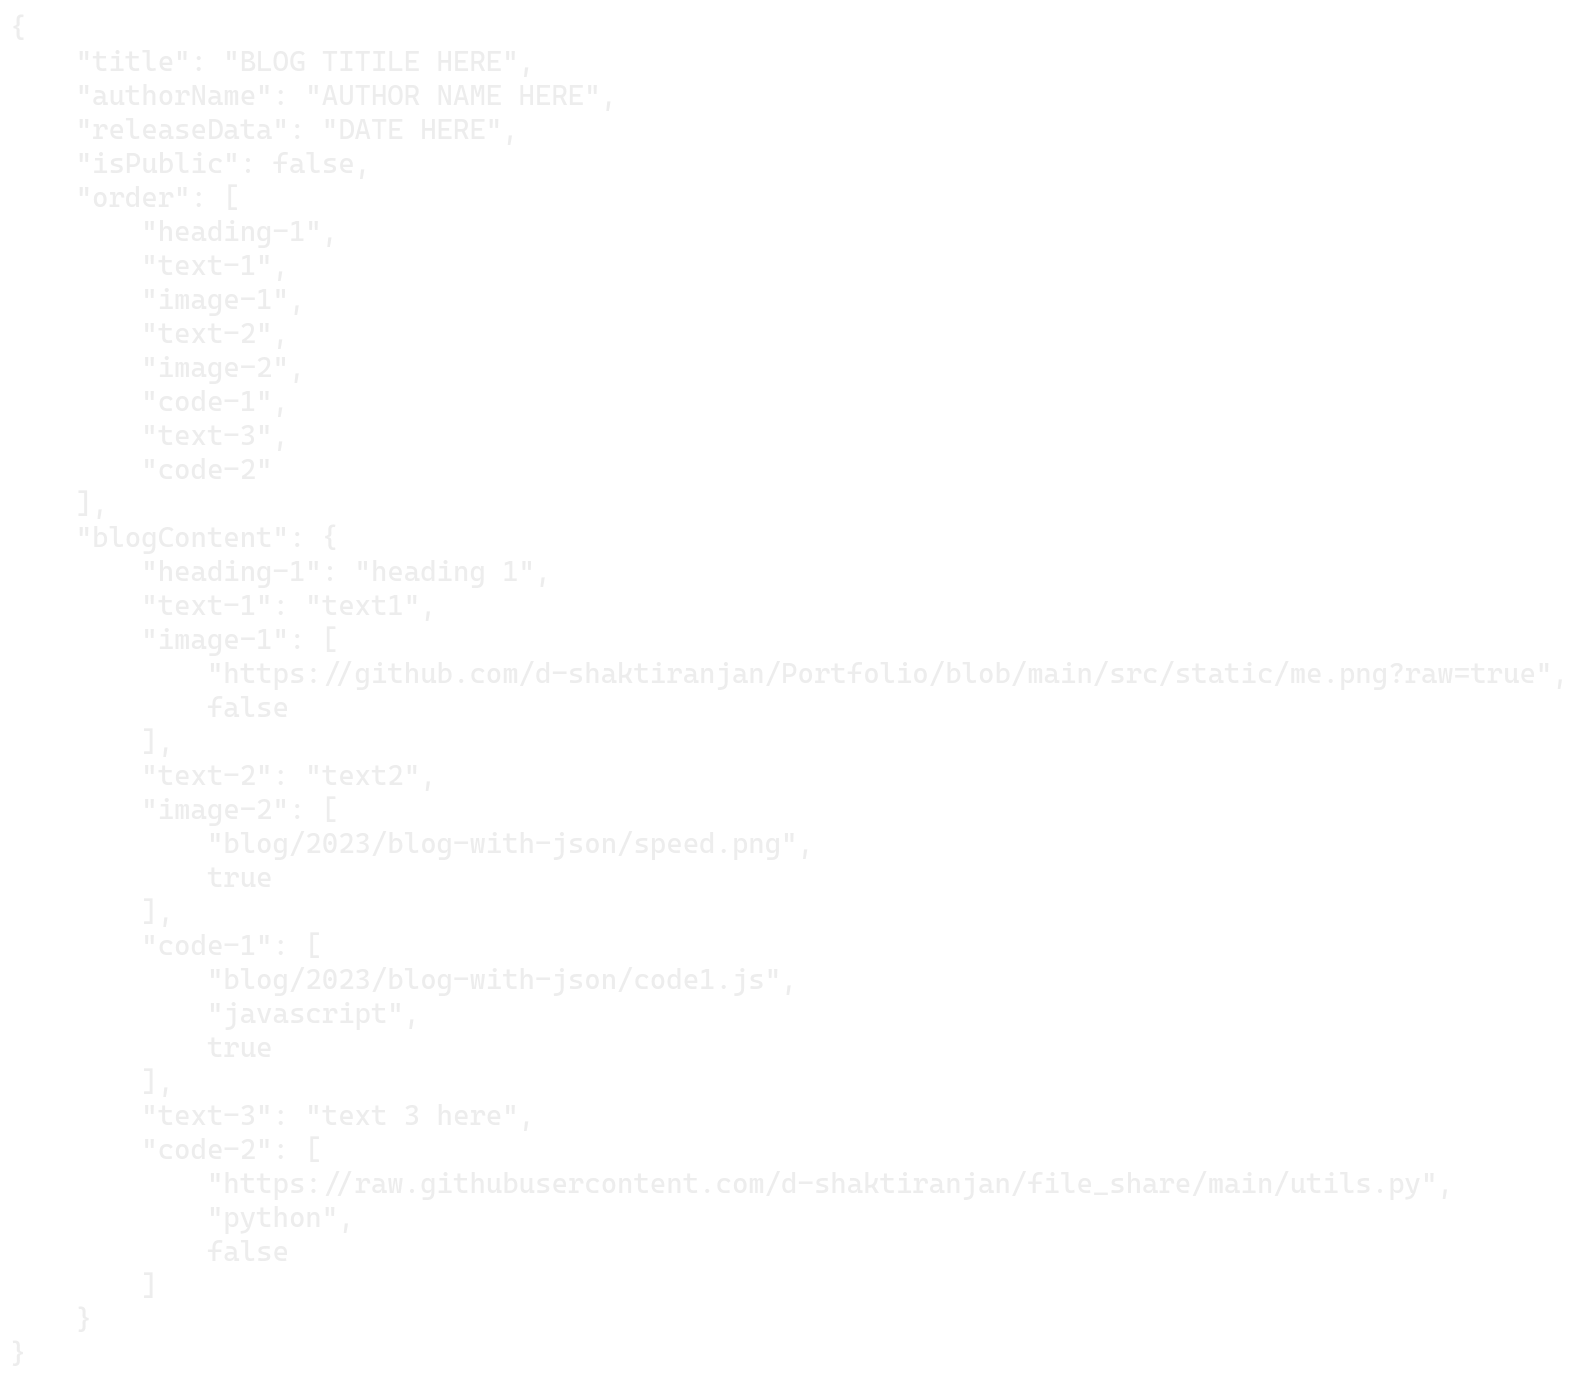 {
    "title": "BLOG TITILE HERE",
    "authorName": "AUTHOR NAME HERE",
    "releaseData": "DATE HERE",
    "isPublic": false,
    "order": [
        "heading-1",
        "text-1",
        "image-1",
        "text-2",
        "image-2",
        "code-1",
        "text-3",
        "code-2"
    ],
    "blogContent": {
        "heading-1": "heading 1",
        "text-1": "text1",
        "image-1": [
            "https://github.com/d-shaktiranjan/Portfolio/blob/main/src/static/me.png?raw=true",
            false
        ],
        "text-2": "text2",
        "image-2": [
            "blog/2023/blog-with-json/speed.png",
            true
        ],
        "code-1": [
            "blog/2023/blog-with-json/code1.js",
            "javascript",
            true
        ],
        "text-3": "text 3 here",
        "code-2": [
            "https://raw.githubusercontent.com/d-shaktiranjan/file_share/main/utils.py",
            "python",
            false
        ]
    }
}